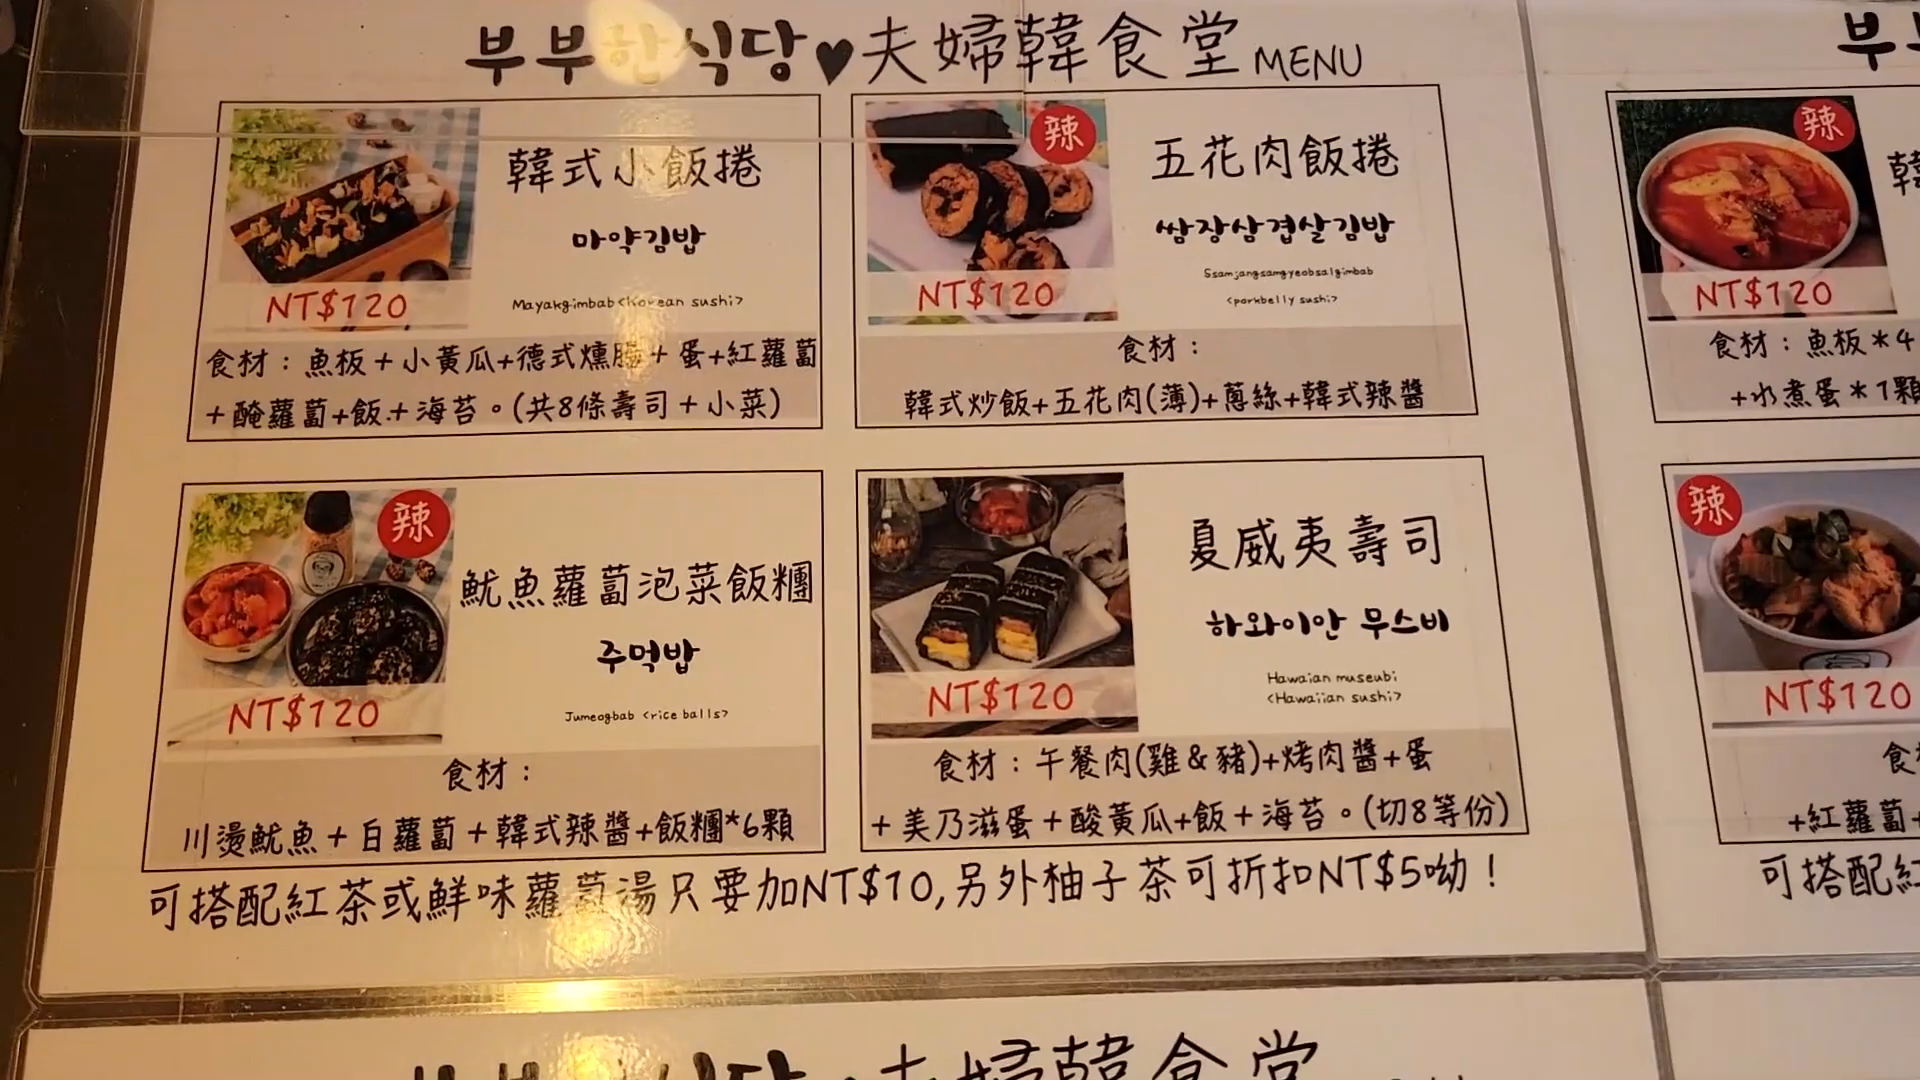 부부한식당♥夫婦韓食堂MENU
韓式小飯捲
마약김밥
Mayakgimbab<Korean sushi>
NT$120
食材：魚板＋小黃瓜+德式燻腸＋蛋+紅蘿蔔
＋醃蘿蔔+飯＋海苔。(共8條壽司＋小菜)
辣
五花肉飯捲
쌈장삼겹살김밥
Ssamjangsamgyeobsalgimbab
<porkbelly sushi>
NT$120
食材：
韓式炒飯+五花肉(薄)+蔥絲+韓式辣醬
辣
魷魚蘿蔔泡菜飯糰
주먹밥
Jumeogbab <rice balls>
NT$120
食材：
川燙魷魚＋白蘿蔔＋韓式辣醬+飯糰*6顆
夏威夷壽司
하와이안 무스비
Hawaian museubi
<Hawaiian sushi>
NT$120
食材：午餐肉(雞＆豬)+烤肉醬+蛋
＋美乃滋蛋＋酸黃瓜+飯＋海苔。(切8等份)
可搭配紅茶或鮮味蘿蔔湯只要加NT$10,另外柚子茶可折扣NT$5呦！
부
辣
韓
NT$120
食材：魚板*4
+水煮蛋*1顆
辣
NT$120
食
+紅蘿蔔+
可搭配紅
夫婦韓食堂